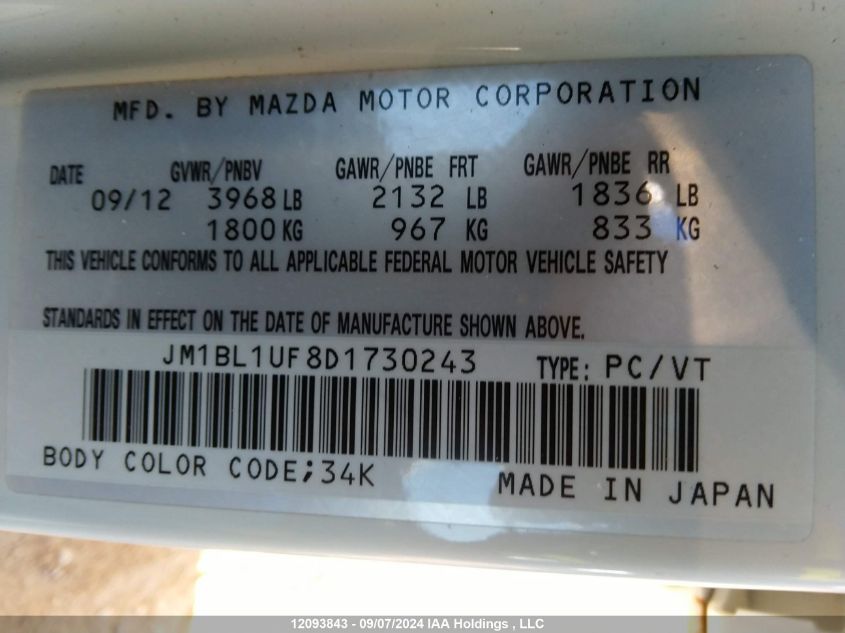 MFD. BY MAZDA MOTOR CORPORATION
DATE GVWR/PNBV GAWR/PNBE FRT GAWR/PNBE RR
09/12 3968 LB 2132 LB 1836 LB
1800 KG 967 KG 833 KG
THIS VEHICLE CONFORMS TO ALL APPLICABLE FEDERAL MOTOR VEHICLE SAFETY
STANDARDS IN EFFECT ON THE DATE OF MANUFACTURE SHOWN ABOVE.
JM1BL1UF8D1730243 TYPE: PC/VT
BODY COLOR CODE;34K MADE IN JAPAN
12093843 - 09/07/2024 IAA Holdings , LLC